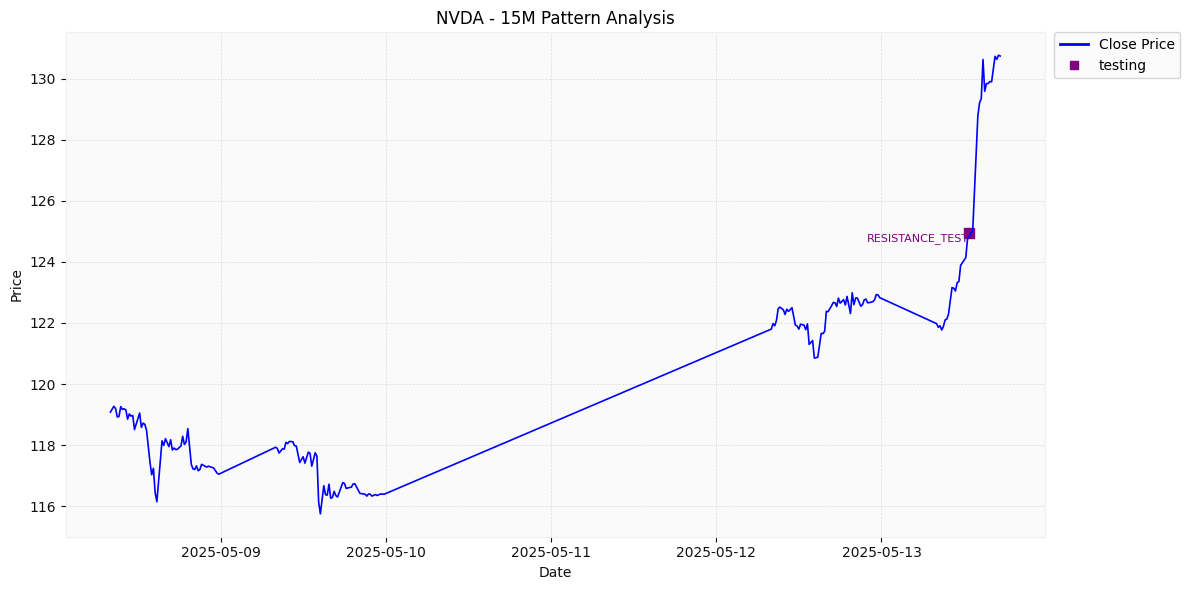 NVDA - 15M Pattern Analysis
Close Price
testing
Price
130
128
126
124
122
120
118
116
RESISTANCE_TEST
2025-05-09
2025-05-10
2025-05-11
2025-05-12
2025-05-13
Date